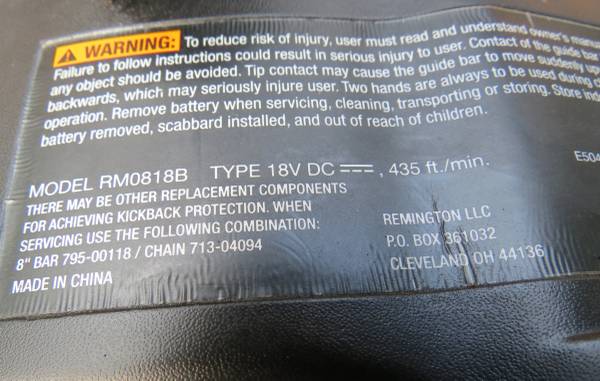 WARNING: To reduce risk of injury, user must read and understand owner's manu
Failure to follow instructions could result in serious injury to user. Contact of the guide bar
any object should be avoided. Tip contact may cause the guide bar to move suddenly up
backwards, which may seriously injure user. Two hands are always to be used during
operation. Remove battery when servicing, cleaning, transporting or storing. Store ind
battery removed, scabbard installed, and out of reach of children.
E504
MODEL RM0818B TYPE 18V DC ⎓, 435 ft./min.
THERE MAY BE OTHER REPLACEMENT COMPONENTS
FOR ACHIEVING KICKBACK PROTECTION. WHEN
SERVICING USE THE FOLLOWING COMBINATION:
8" BAR 795-00118 / CHAIN 713-04094
MADE IN CHINA
REMINGTON LLC
P.O. BOX 361032
CLEVELAND OH 44136